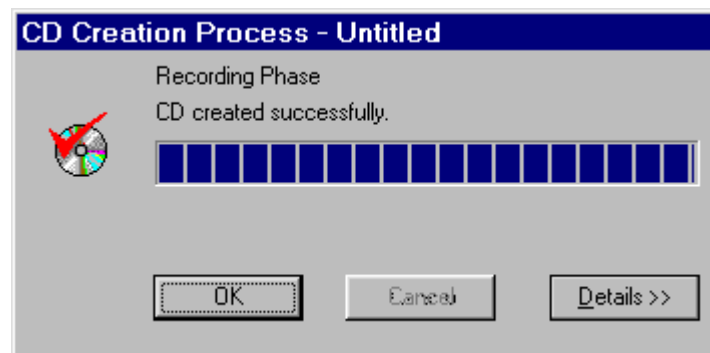 CD Creation Process - Untitled
Recording Phase
CD created successfully.
OK
Cancel
Details >>